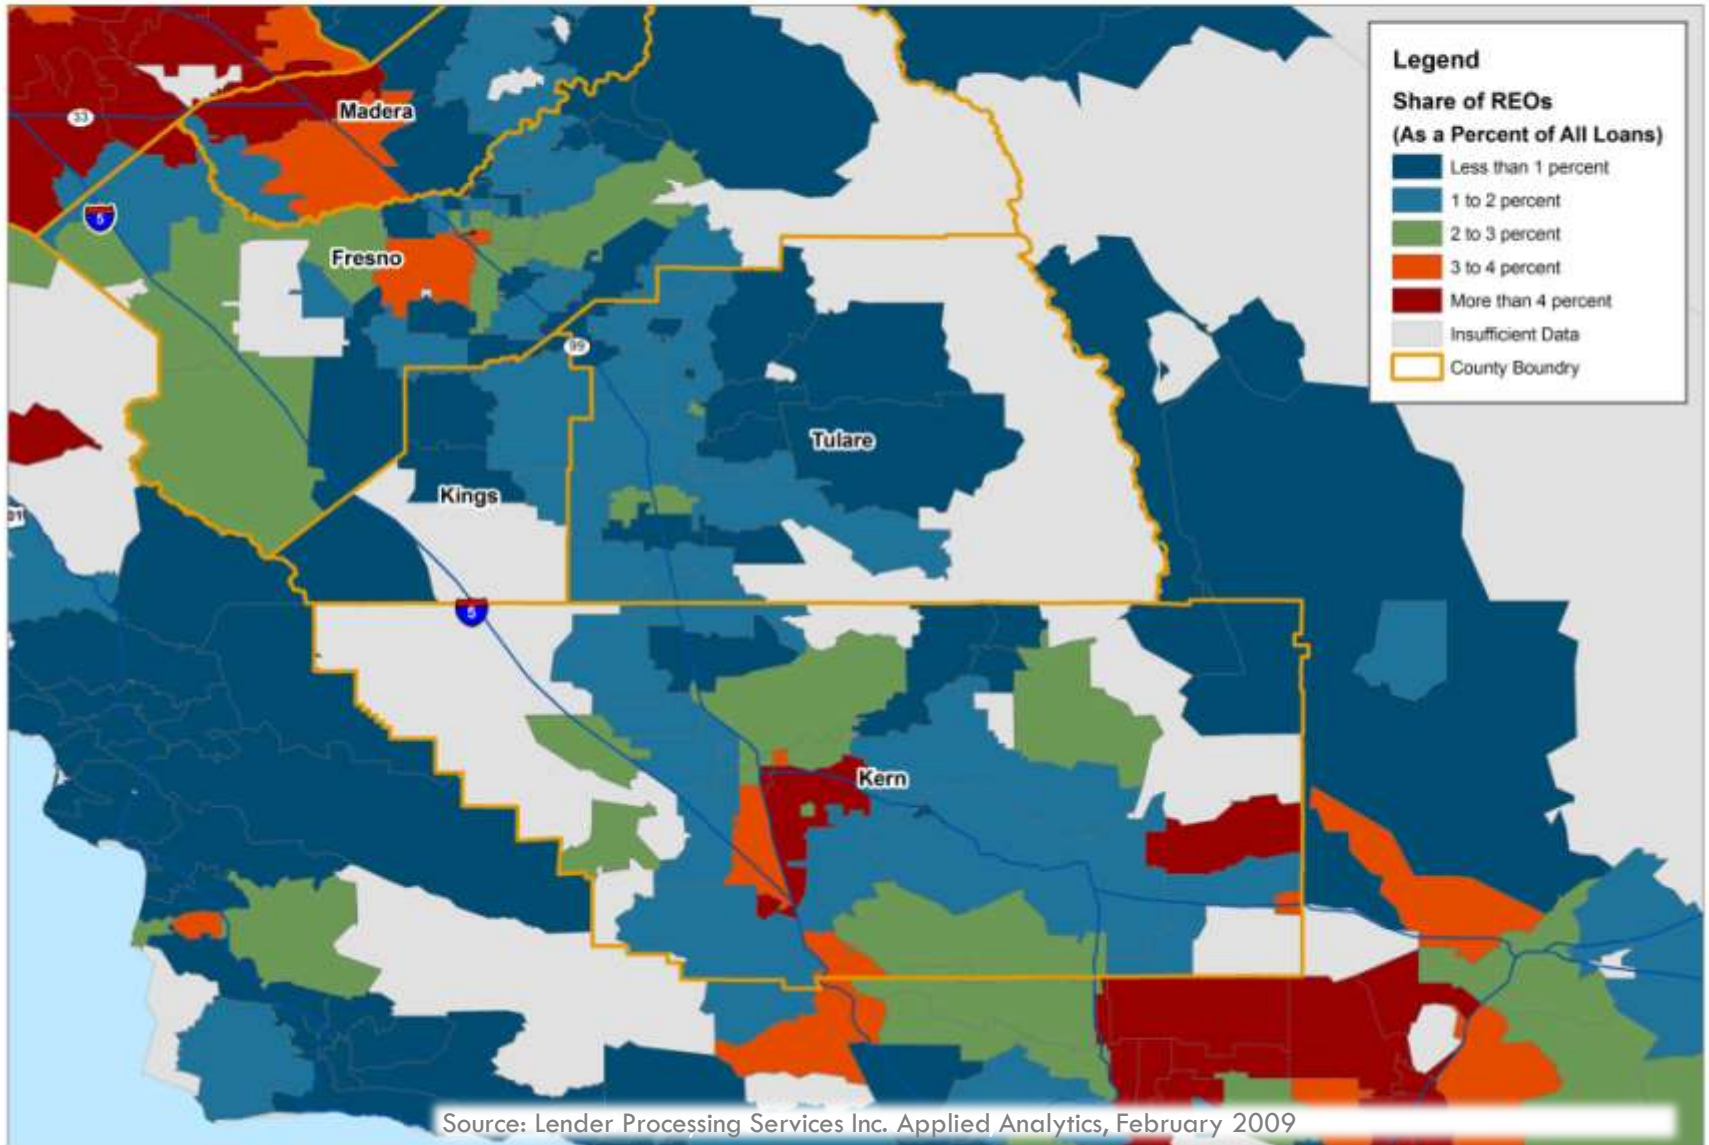 Legend
Share of REOs
(As a Percent of All Loans)
Less than 1 percent
1 to 2 percent
2 to 3 percent
3 to 4 percent
More than 4 percent
Insufficient Data
County Boundry
33
Madera
5
Fresno
99
Tulare
Kings
01
5
Kern
Source: Lender Processing Services Inc. Applied Analytics, February 2009